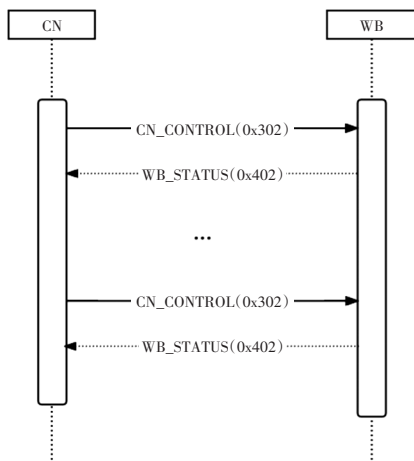 CN
WB
CN_CONTROL(0x302)
WB_STATUS(0x402)
...
CN_CONTROL(0x302)
WB_STATUS(0x402)